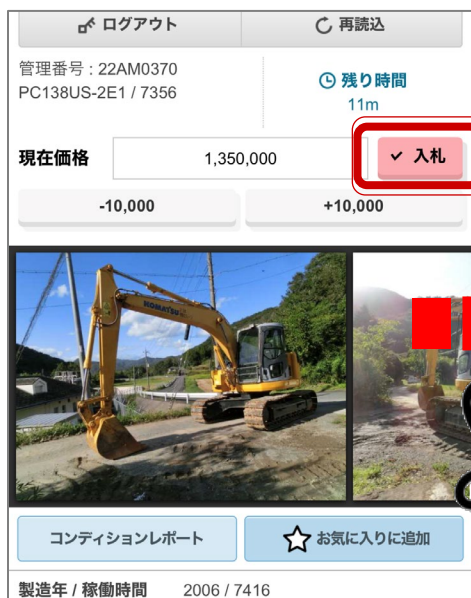 ログアウト
再読込
管理番号 : 22AM0370
PC138US-2E1 / 7356
残り時間
11m
現在価格
1,350,000
入札
-10,000
+10,000
KOMATSU
コンディションレポート
お気に入りに追加
製造年 / 稼働時間
2006 / 7416